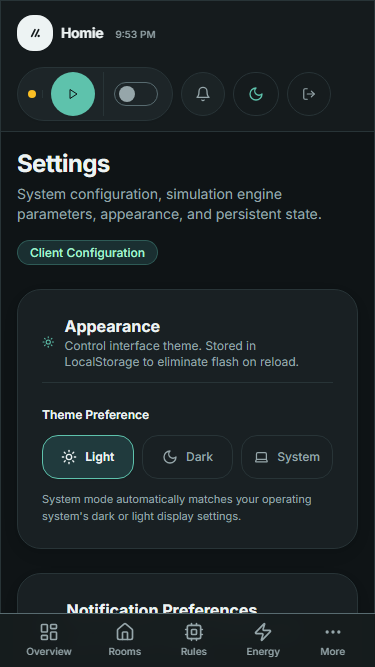 Homie 9:53 PM
Settings
System configuration, simulation engine
parameters, appearance, and persistent state.
Client Configuration
Appearance
Control interface theme. Stored in
LocalStorage to eliminate flash on reload.
Theme Preference
Light Dark System
System mode automatically matches your operating
system's dark or light display settings.
Notification Preferences
Overview Rooms Rules Energy More